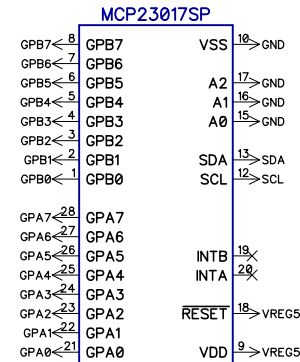 MCP23017SP
GPB7 8 GPB7 VSS 10 GND
GPB6 7 GPB6
GPB5 6 GPB5 A2 17 GND
GPB4 5 GPB4 A1 16 GND
GPB3 4 GPB3 A0 15 GND
GPB2 3 GPB2
GPB1 2 GPB1 SDA 13 SDA
GPB0 1 GPB0 SCL 12 SCL
GPA7 28 GPA7
GPA6 27 GPA6
GPA5 26 GPA5 INTB 19
GPA4 25 GPA4 INTA 20
GPA3 24 GPA3
GPA2 23 GPA2 RESET 18 VREG5
GPA1 22 GPA1
GPA0 21 GPA0 VDD 9 VREG5